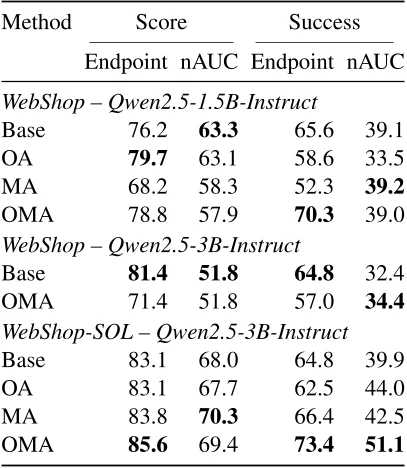 Method Score Success
Endpoint nAUC Endpoint nAUC
WebShop – Qwen2.5-1.5B-Instruct
Base 76.2 63.3 65.6 39.1
OA 79.7 63.1 58.6 33.5
MA 68.2 58.3 52.3 39.2
OMA 78.8 57.9 70.3 39.0
WebShop – Qwen2.5-3B-Instruct
Base 81.4 51.8 64.8 32.4
OMA 71.4 51.8 57.0 34.4
WebShop-SOL – Qwen2.5-3B-Instruct
Base 83.1 68.0 64.8 39.9
OA 83.1 67.7 62.5 44.0
MA 83.8 70.3 66.4 42.5
OMA 85.6 69.4 73.4 51.1